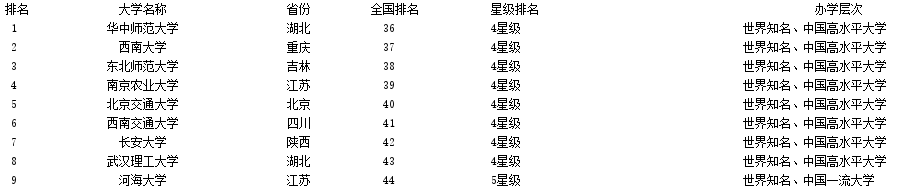 排名 大学名称 省份 全国排名 星级排名 办学层次
1 华中师范大学 湖北 36 4星级 世界知名、中国高水平大学
2 西南大学 重庆 37 4星级 世界知名、中国高水平大学
3 东北师范大学 吉林 38 4星级 世界知名、中国高水平大学
4 南京农业大学 江苏 39 4星级 世界知名、中国高水平大学
5 北京交通大学 北京 40 4星级 世界知名、中国高水平大学
6 西南交通大学 四川 41 4星级 世界知名、中国高水平大学
7 长安大学 陕西 42 4星级 世界知名、中国高水平大学
8 武汉理工大学 湖北 43 4星级 世界知名、中国高水平大学
9 河海大学 江苏 44 5星级 世界知名、中国一流大学